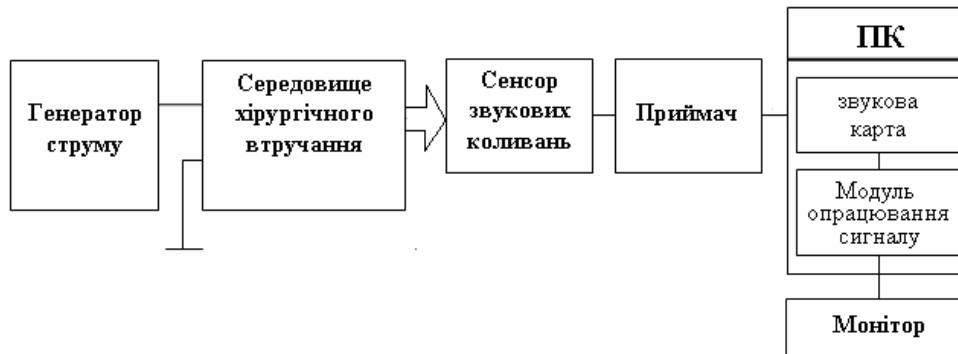 Генератор
струму
Середовище
хірургічного
втручання
Сенсор
звукових
коливань
Приймач
ПК
звукова
карта
Модуль
опрацювання
сигналу
Монітор